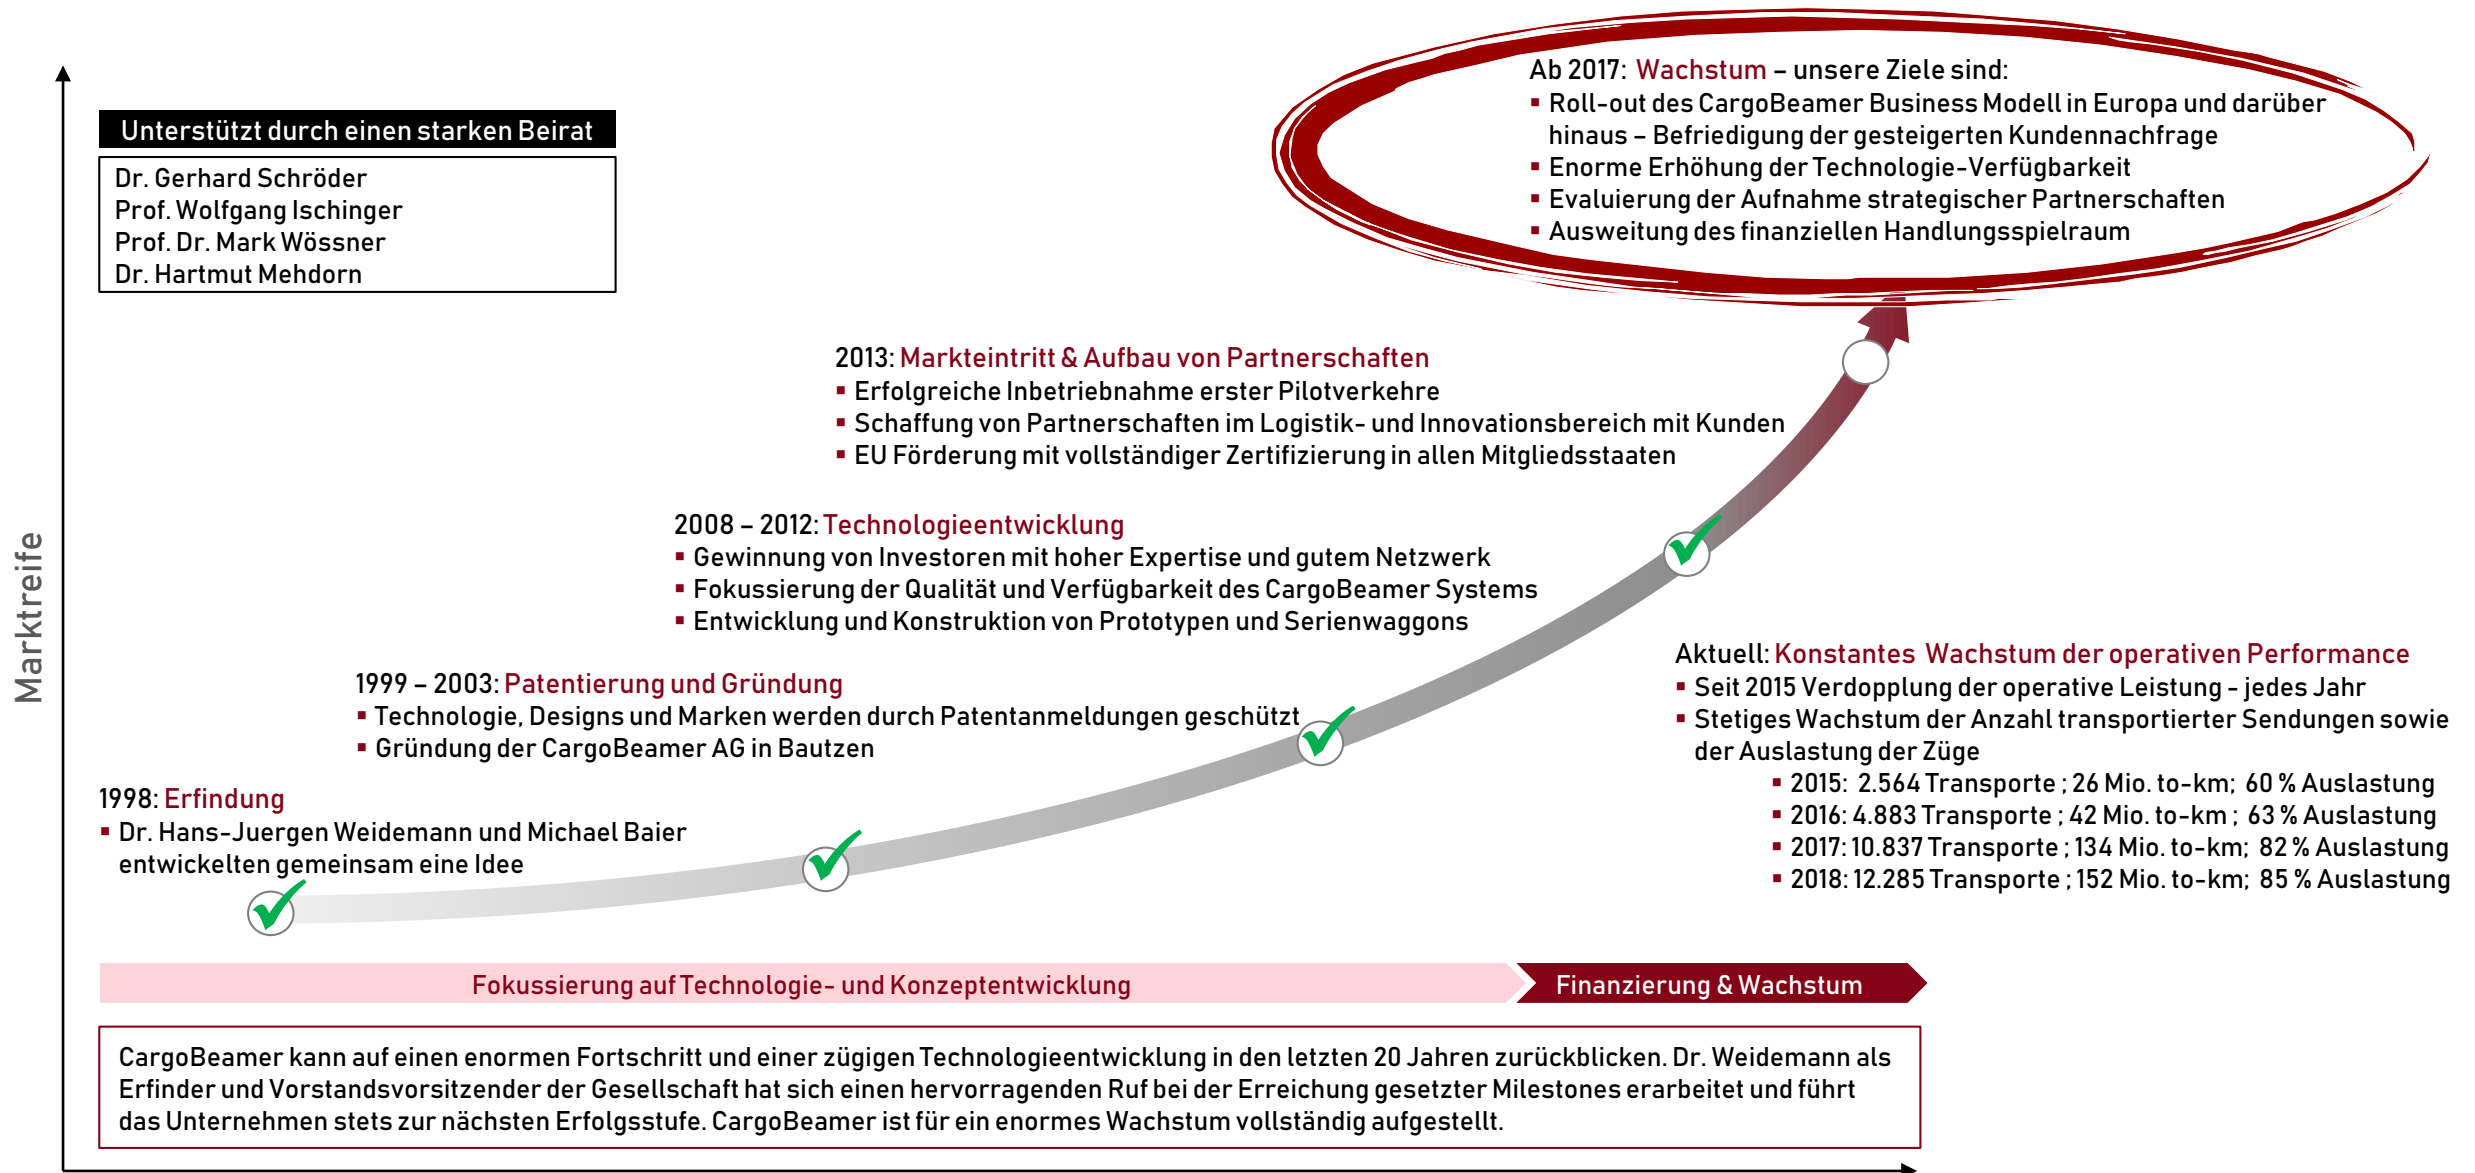 Unterstützt durch einen starken Beirat
Dr. Gerhard Schröder
Prof. Wolfgang Ischinger
Prof. Dr. Mark Wössner
Dr. Hartmut Mehdorn
Ab 2017: Wachstum – unsere Ziele sind:
▪ Roll-out des CargoBeamer Business Modell in Europa und darüber
hinaus – Befriedigung der gesteigerten Kundennachfrage
▪ Enorme Erhöhung der Technologie-Verfügbarkeit
▪ Evaluierung der Aufnahme strategischer Partnerschaften
▪ Ausweitung des finanziellen Handlungsspielraum
2013: Markteintritt & Aufbau von Partnerschaften
▪ Erfolgreiche Inbetriebnahme erster Pilotverkehre
▪ Schaffung von Partnerschaften im Logistik- und Innovationsbereich mit Kunden
▪ EU Förderung mit vollständiger Zertifizierung in allen Mitgliedsstaaten
2008 – 2012: Technologieentwicklung
▪ Gewinnung von Investoren mit hoher Expertise und gutem Netzwerk
▪ Fokussierung der Qualität und Verfügbarkeit des CargoBeamer Systems
▪ Entwicklung und Konstruktion von Prototypen und Serienwaggons
Marktreife
1999 – 2003: Patentierung und Gründung
▪ Technologie, Designs und Marken werden durch Patentanmeldungen geschützt
▪ Gründung der CargoBeamer AG in Bautzen
1998: Erfindung
▪ Dr. Hans-Juergen Weidemann und Michael Baier
entwickelten gemeinsam eine Idee
Aktuell: Konstantes Wachstum der operativen Performance
▪ Seit 2015 Verdopplung der operative Leistung - jedes Jahr
▪ Stetiges Wachstum der Anzahl transportierter Sendungen sowie
der Auslastung der Züge
▪ 2015: 2.564 Transporte ; 26 Mio. to-km; 60 % Auslastung
▪ 2016: 4.883 Transporte ; 42 Mio. to-km ; 63 % Auslastung
▪ 2017: 10.837 Transporte ; 134 Mio. to-km; 82 % Auslastung
▪ 2018: 12.285 Transporte ; 152 Mio. to-km; 85 % Auslastung
Fokussierung auf Technologie- und Konzeptentwicklung
Finanzierung & Wachstum
CargoBeamer kann auf einen enormen Fortschritt und einer zügigen Technologieentwicklung in den letzten 20 Jahren zurückblicken. Dr. Weidemann als
Erfinder und Vorstandsvorsitzender der Gesellschaft hat sich einen hervorragenden Ruf bei der Erreichung gesetzter Milestones erarbeitet und führt
das Unternehmen stets zur nächsten Erfolgsstufe. CargoBeamer ist für ein enormes Wachstum vollständig aufgestellt.